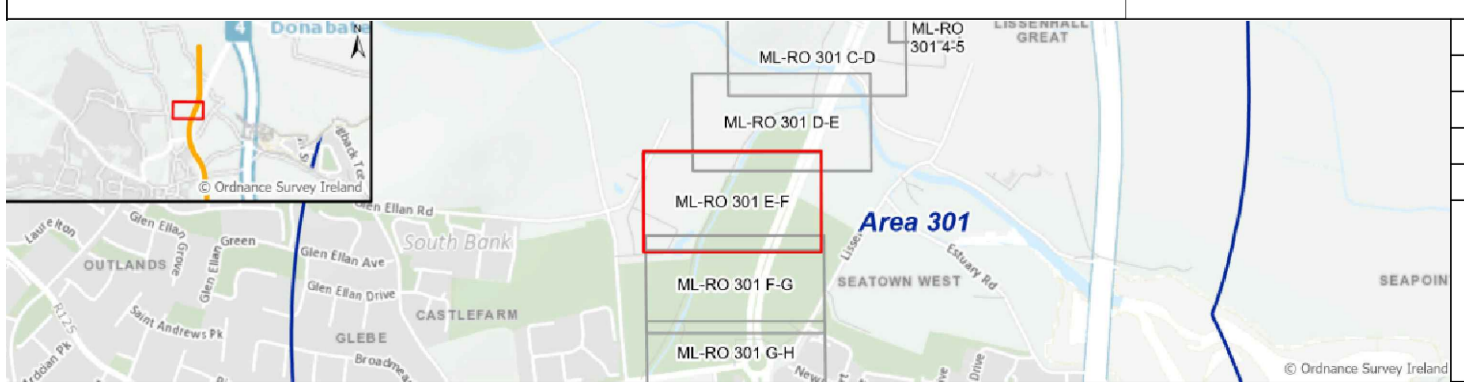 4
Donabate
N
© Ordnance Survey Ireland
ML-RO
301 4-5
LISSENHALL
GREAT
ML-RO 301 C-D
ML-RO 301 D-E
ML-RO 301 E-F
Area 301
Glen Ellan Rd
South Bank
Glen Ellan Grove
Green
Glen Ellan Ave
OUTLANDS
Glen Ellan
Glen Ellan Drive
Estuary Rd
ML-RO 301 F-G
SEATOWN WEST
SEAPOIN
R125
Saint Andrews Pk
CASTLEFARM
GLEBE
Broadmea
ML-RO 301 G-H
Drive
© Ordnance Survey Ireland